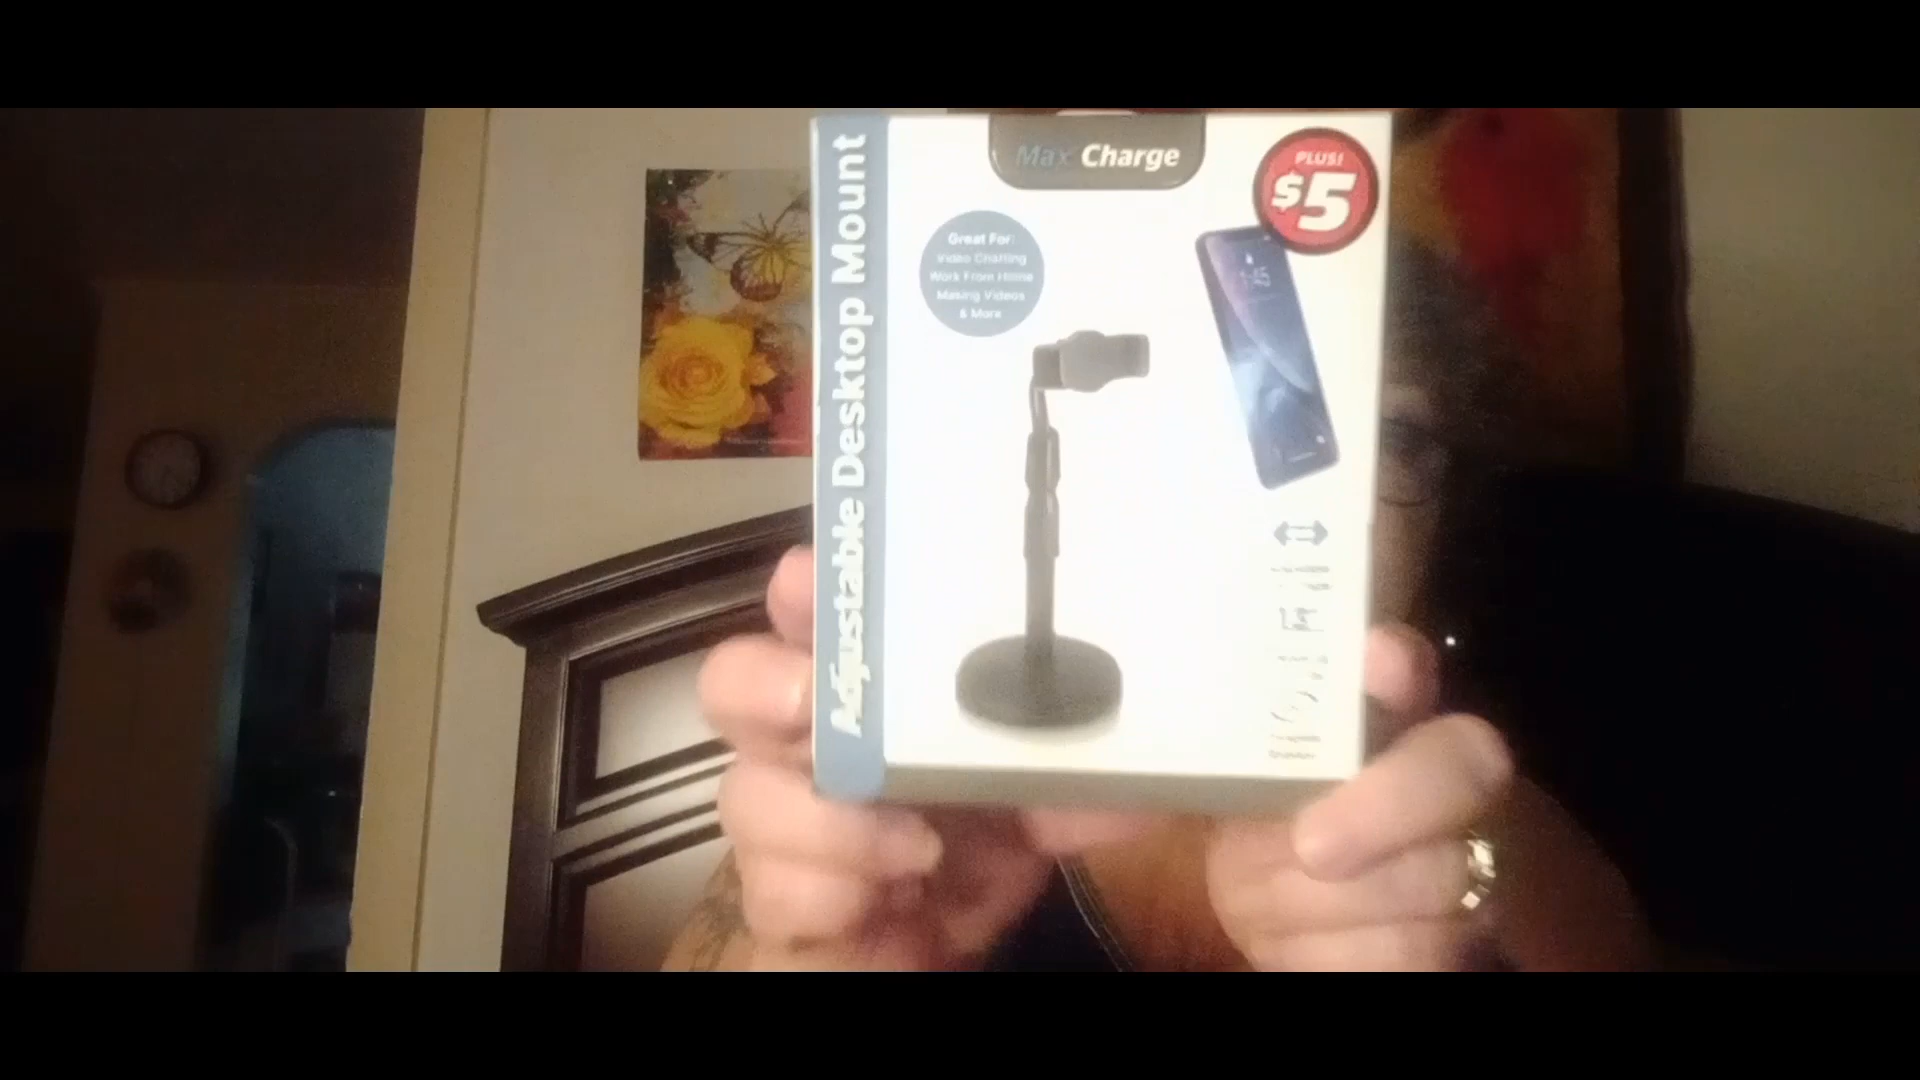 Max Charge
PLUS!
$5
Adjustable Desktop Mount
Great For:
Video Chatting
Work From Home
Making Videos
& More